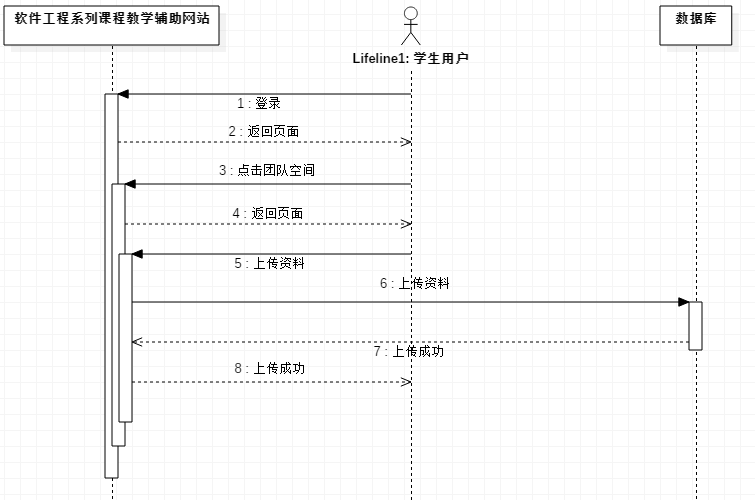 软件工程系列课程教学辅助网站
Lifeline1: 学生用户
数据库
1 : 登录
2 : 返回页面
3 : 点击团队空间
4 : 返回页面
5 : 上传资料
6 : 上传资料
7 : 上传成功
8 : 上传成功